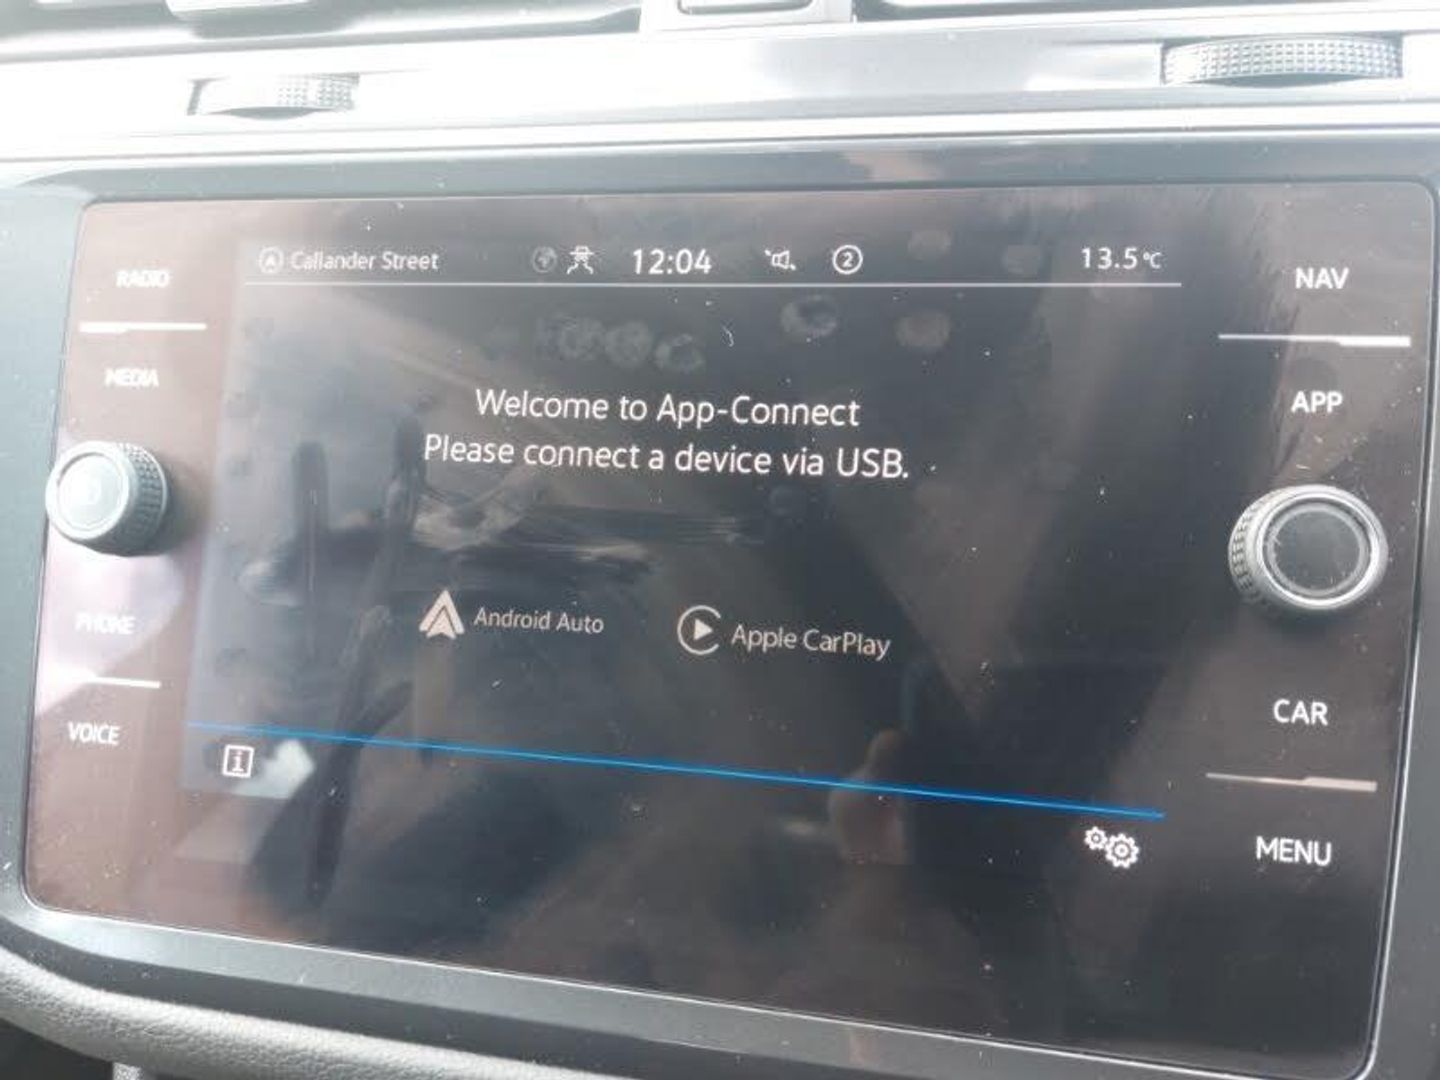 Callander Street 12:04 2 13.5°C
RADIO
MEDIA
PHONE
VOICE
Welcome to App-Connect
Please connect a device via USB.
Android Auto
Apple CarPlay
i
NAV
APP
CAR
MENU